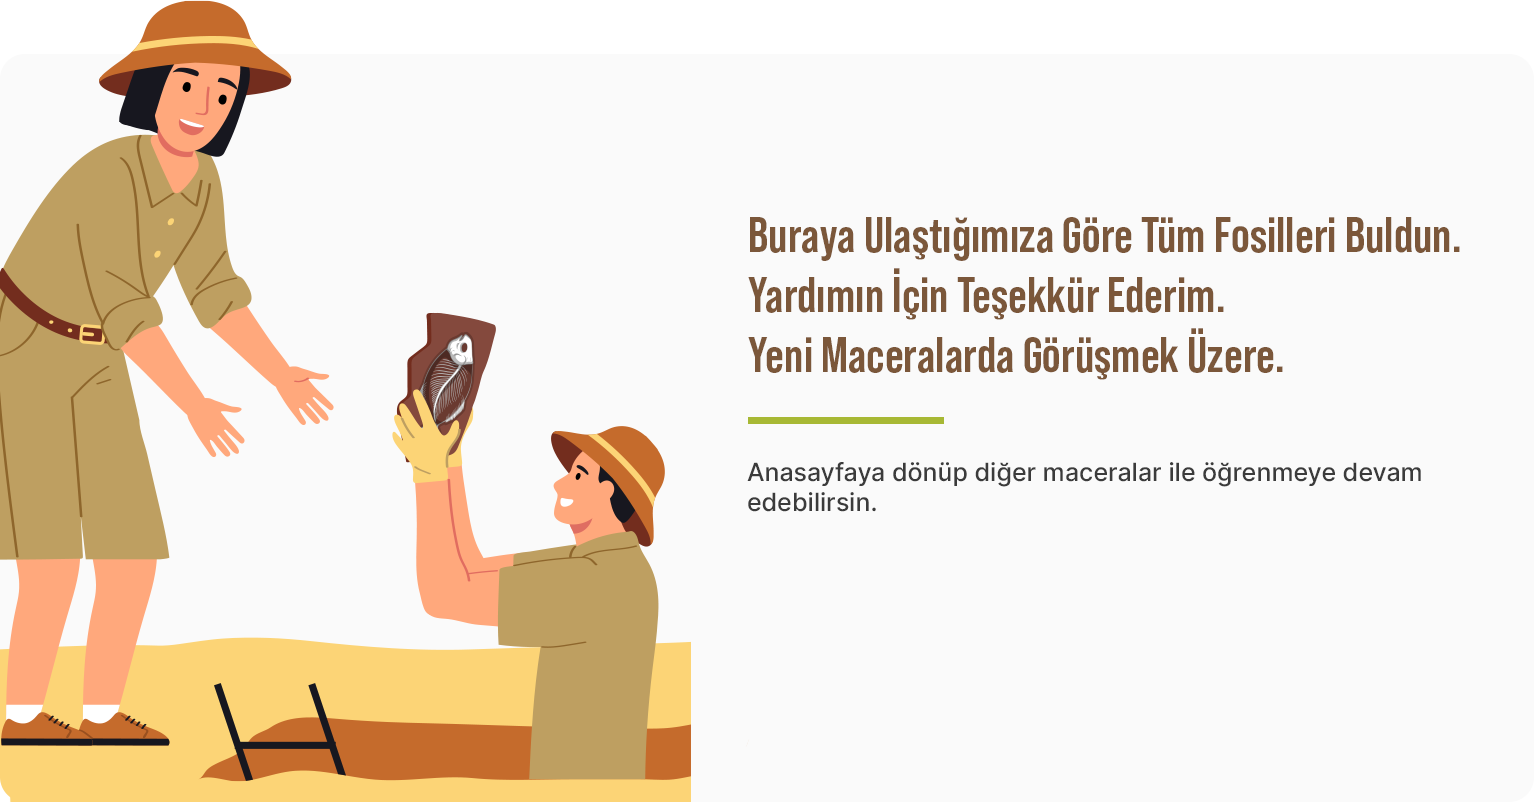 Buraya Ulaştığımıza Göre Tüm Fosilleri Buldun.
Yardımın İçin Teşekkür Ederim.
Yeni Maceralarda Görüşmek Üzere.
Anasayfaya dönüp diğer maceralar ile öğrenmeye devam
edebilirsin.